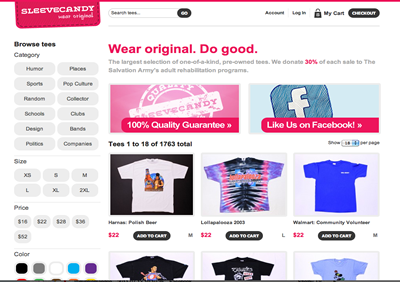 SLEEVECANDY
wear original
Search tees...
GO
Account
Log in
0
My Cart
CHECKOUT
Browse tees
Category
Humor
Places
Sports
Pop Culture
Random
Collector
Schools
Clubs
Design
Bands
Politics
Companies
Size
XS
S
M
L
XL
2XL
Price
$16
$22
$28
$36
$52
Color
Wear original. Do good.
The largest selection of one-of-a-kind, pre-owned tees. We donate 30% of each sale to The
Salvation Army's adult rehabilitation programs.
SLEEVECANDY
100% Quality Guarantee »
Like Us on Facebook! »
Tees 1 to 18 of 1763 total
Show 18 per page
Hamas: Polish Beer
$22
ADD TO CART
M
Lollapalooza 2003
$22
ADD TO CART
L
Walmart: Community Volunteer
$22
ADD TO CART
M